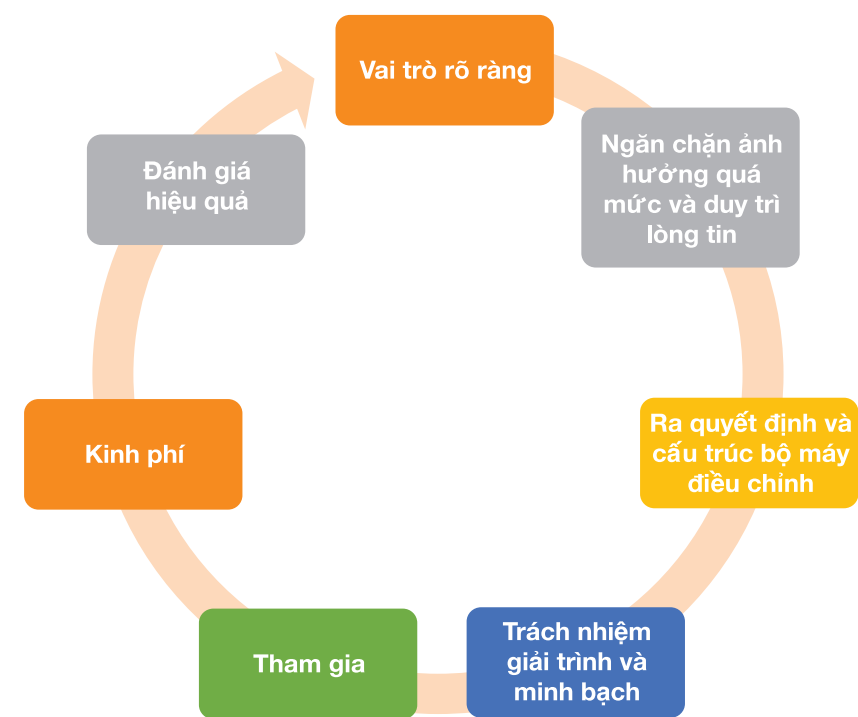 Vai trò rõ ràng
Ngăn chặn ảnh
hưởng quá
mức và duy trì
lòng tin
Ra quyết định và
cấu trúc bộ máy
điều chỉnh
Trách nhiệm
giải trình và
minh bạch
Tham gia
Kinh phí
Đánh giá
hiệu quả